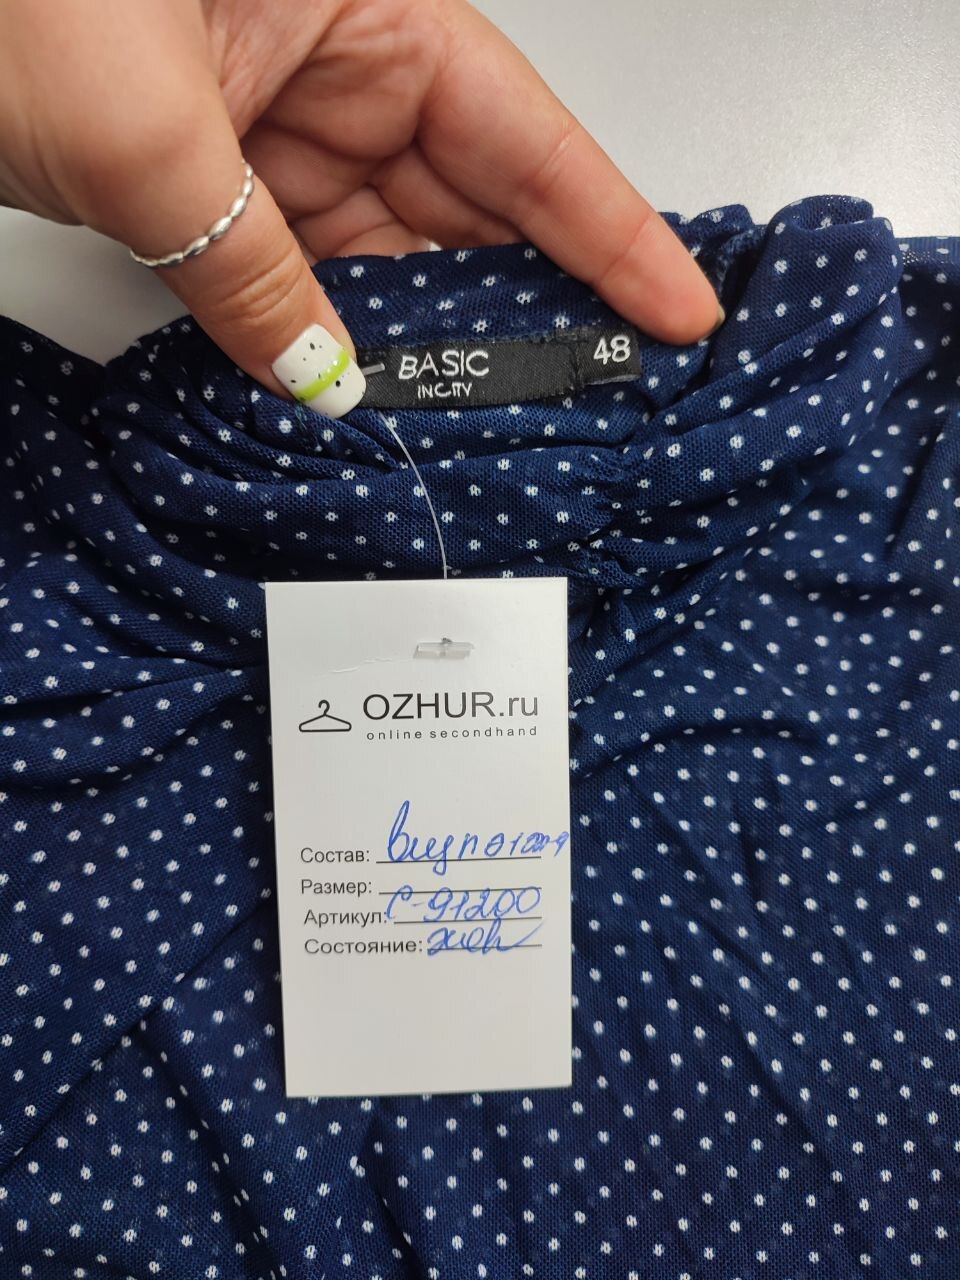 BASIC
INCITY
48
OZHUR.ru
online secondhand
Состав:
Размер:
Артикул: С-91200
Состояние: